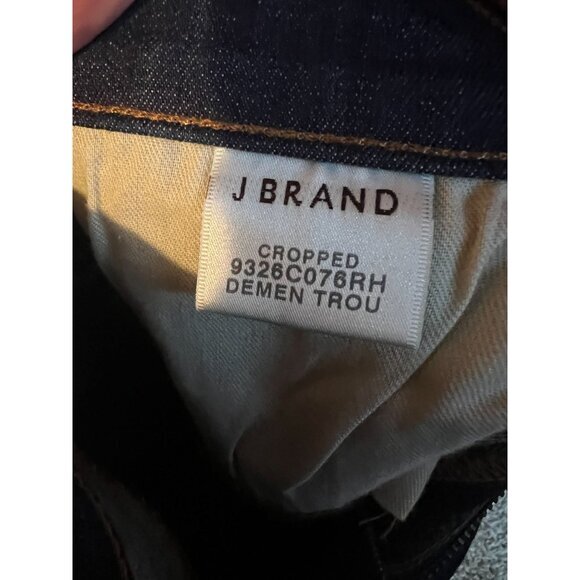 J BRAND
CROPPED
9326C076RH
DEMEN TROU